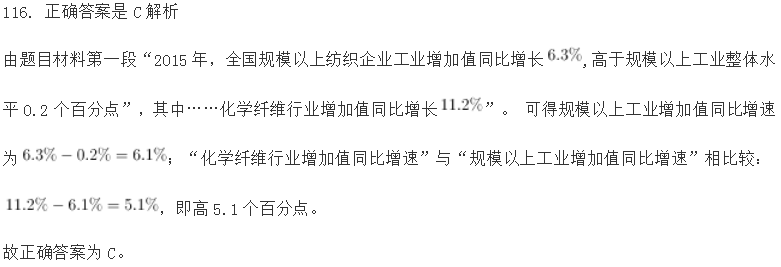 116. 正确答案是 C 解析
由题目材料第一段“2015 年，全国规模以上纺织企业工业增加值同比增长 6.3%,高于规模以上工业整体水
平 0.2 个百分点”，其中……化学纤维行业增加值同比增长 11.2%”。 可得规模以上工业增加值同比增速
为 6.3% − 0.2% = 6.1%；“化学纤维行业增加值同比增速”与“规模以上工业增加值同比增速”相比较：
11.2% − 6.1% = 5.1%，即高 5.1 个百分点。
故正确答案为 C。